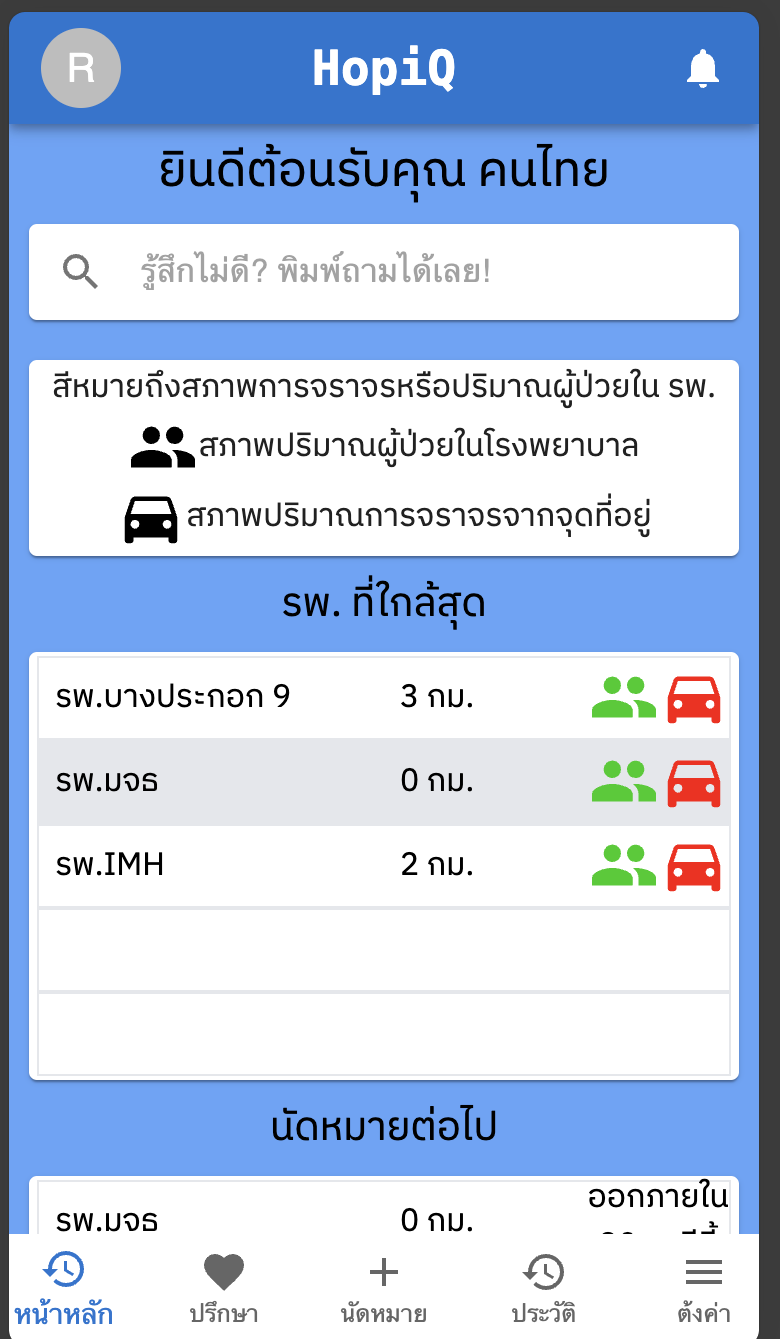 R
HopiQ
ยินดีต้อนรับคุณ คนไทย
รู้สึกไม่ดี? พิมพ์ถามได้เลย!
สีหมายถึงสภาพการจราจรหรือปริมาณผู้ป่วยใน รพ.
สภาพปริมาณผู้ป่วยในโรงพยาบาล
สภาพปริมาณการจราจรจากจุดที่อยู่
รพ. ที่ใกล้สุด
รพ.บางประกอก 9 3 กม.
รพ.มจธ 0 กม.
รพ.IMH 2 กม.
นัดหมายต่อไป
รพ.มจธ 0 กม. ออกภายใน
หน้าหลัก ปรึกษา นัดหมาย ประวัติ ตั้งค่า